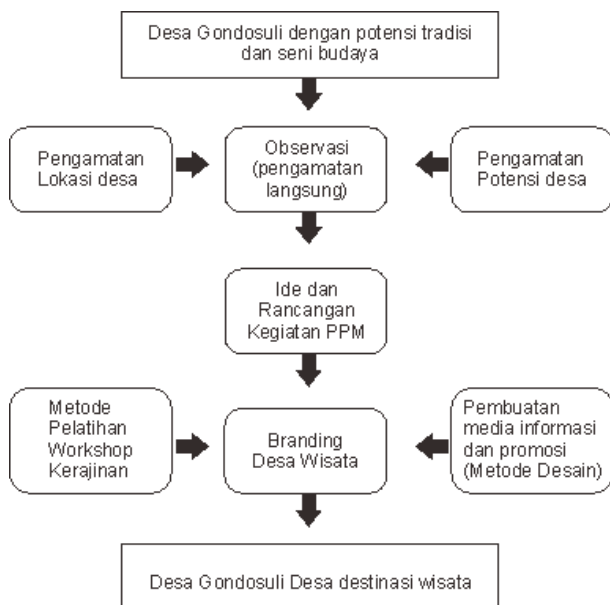 Desa Gondosuli dengan potensi tradisi
dan seni budaya
Pengamatan
Lokasi desa
Observasi
(pengamatan
langsung)
Pengamatan
Potensi desa
Ide dan
Rancangan
Kegiatan PPM
Metode
Pelatihan
Workshop
Kerajinan
Branding
Desa Wisata
Pembuatan
media informasi
dan promosi
(Metode Desain)
Desa Gondosuli Desa destinasi wisata